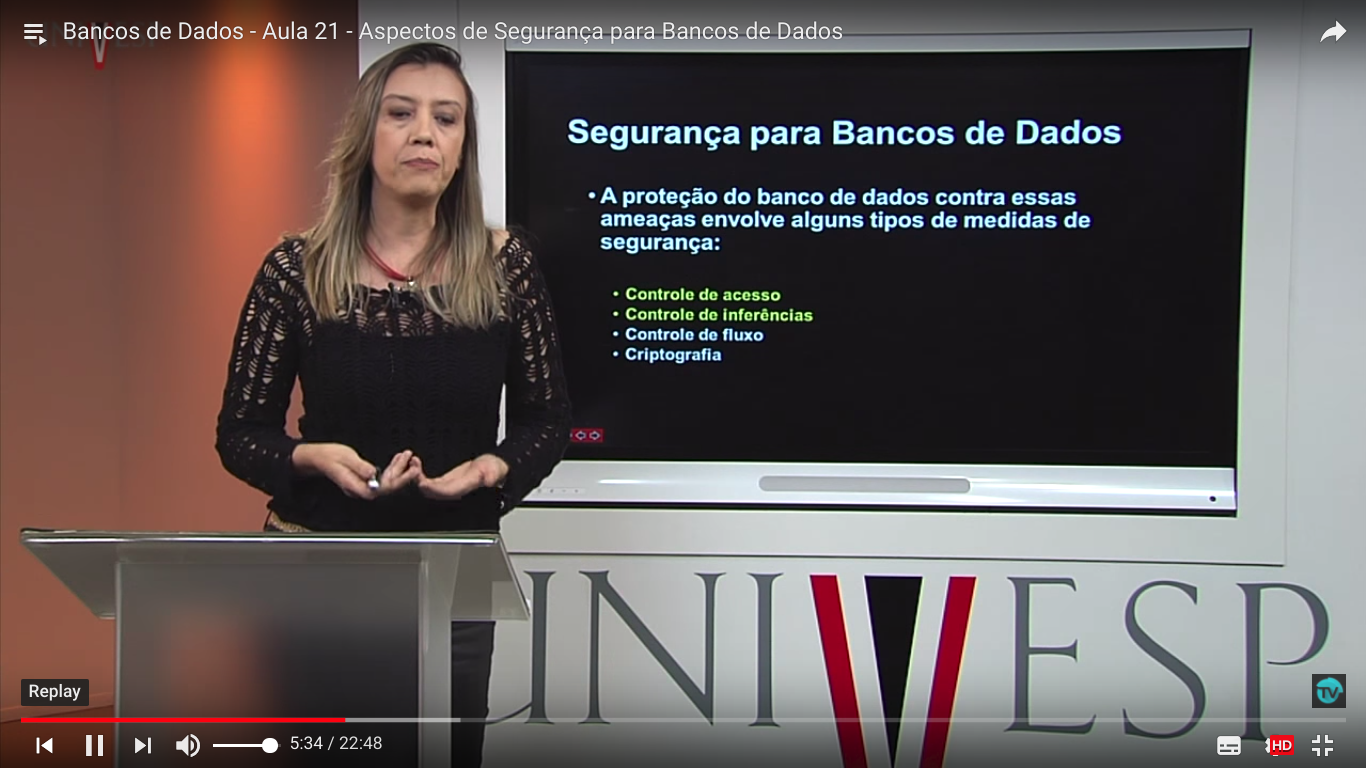 Bancos de Dados - Aula 21 - Aspectos de Segurança para Bancos de Dados
Segurança para Bancos de Dados
• A proteção do banco de dados contra essas
ameaças envolve alguns tipos de medidas de
segurança:
• Controle de acesso
• Controle de inferências
• Controle de fluxo
• Criptografia
UNIVESP
Replay
TV
5:34 / 22:48
HD